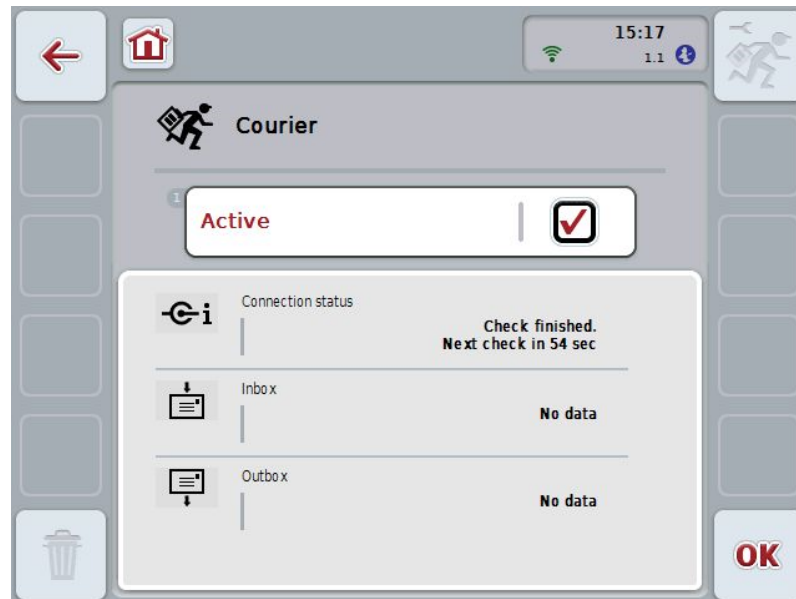 15:17
1.1
Courier
I
Active
Connection status
Check finished.
Next check in 54 sec
Inbox
No data
Outbox
No data
OK